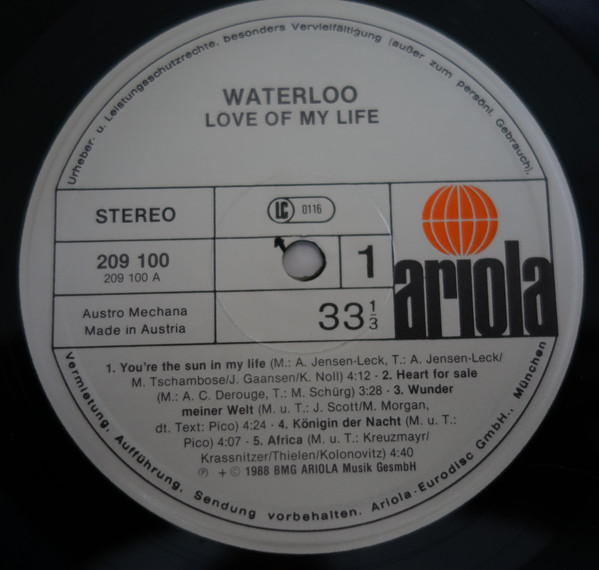 Urheber- u. Leistungsschutzrechte, besonders Vervielfältigung (außer zum persönl. Gebrauch),
WATERLOO
LOVE OF MY LIFE
STEREO
LC 0116
209 100
209 100 A
1
ariola
Austro Mechana
Made in Austria
33 1/3
1. You're the sun in my life (M.: A. Jensen-Leck, T.: A. Jensen-Leck/
M. Tschambose/J. Gaansen/K. Noll) 4:12 · 2. Heart for sale
(M.: A. C. Derouge, T.: M. Schürg) 3:28 · 3. Wunder
meiner Welt (M. u. T.: J. Scott/M. Morgan,
dt. Text: Pico) 4:24 · 4. Königin der Nacht (M. u. T.:
Pico) 4:07 · 5. Africa (M. u. T.: Kreuzmayr/
Krassnitzer/Thielen/Kolonovitz) 4:40
℗ + © 1988 BMG ARIOLA Musik GesmbH
Vermietung, Aufführung, Sendung vorbehalten. Ariola-Eurodisc GmbH., München